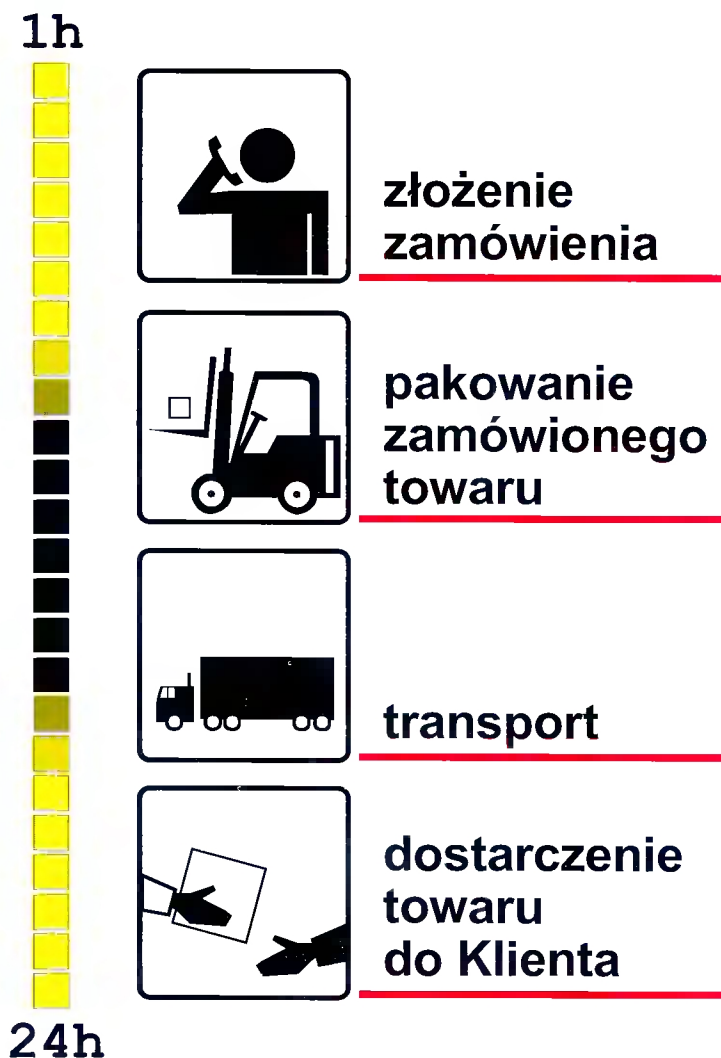 1h
złożenie
zamówienia
pakowanie
zamówionego
towaru
transport
dostarczenie
towaru
do Klienta
24h